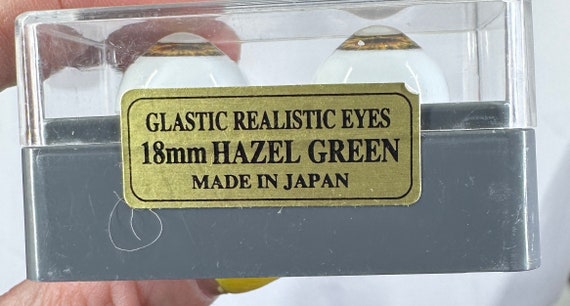 GLASTIC REALISTIC EYES
18mm HAZEL GREEN
MADE IN JAPAN